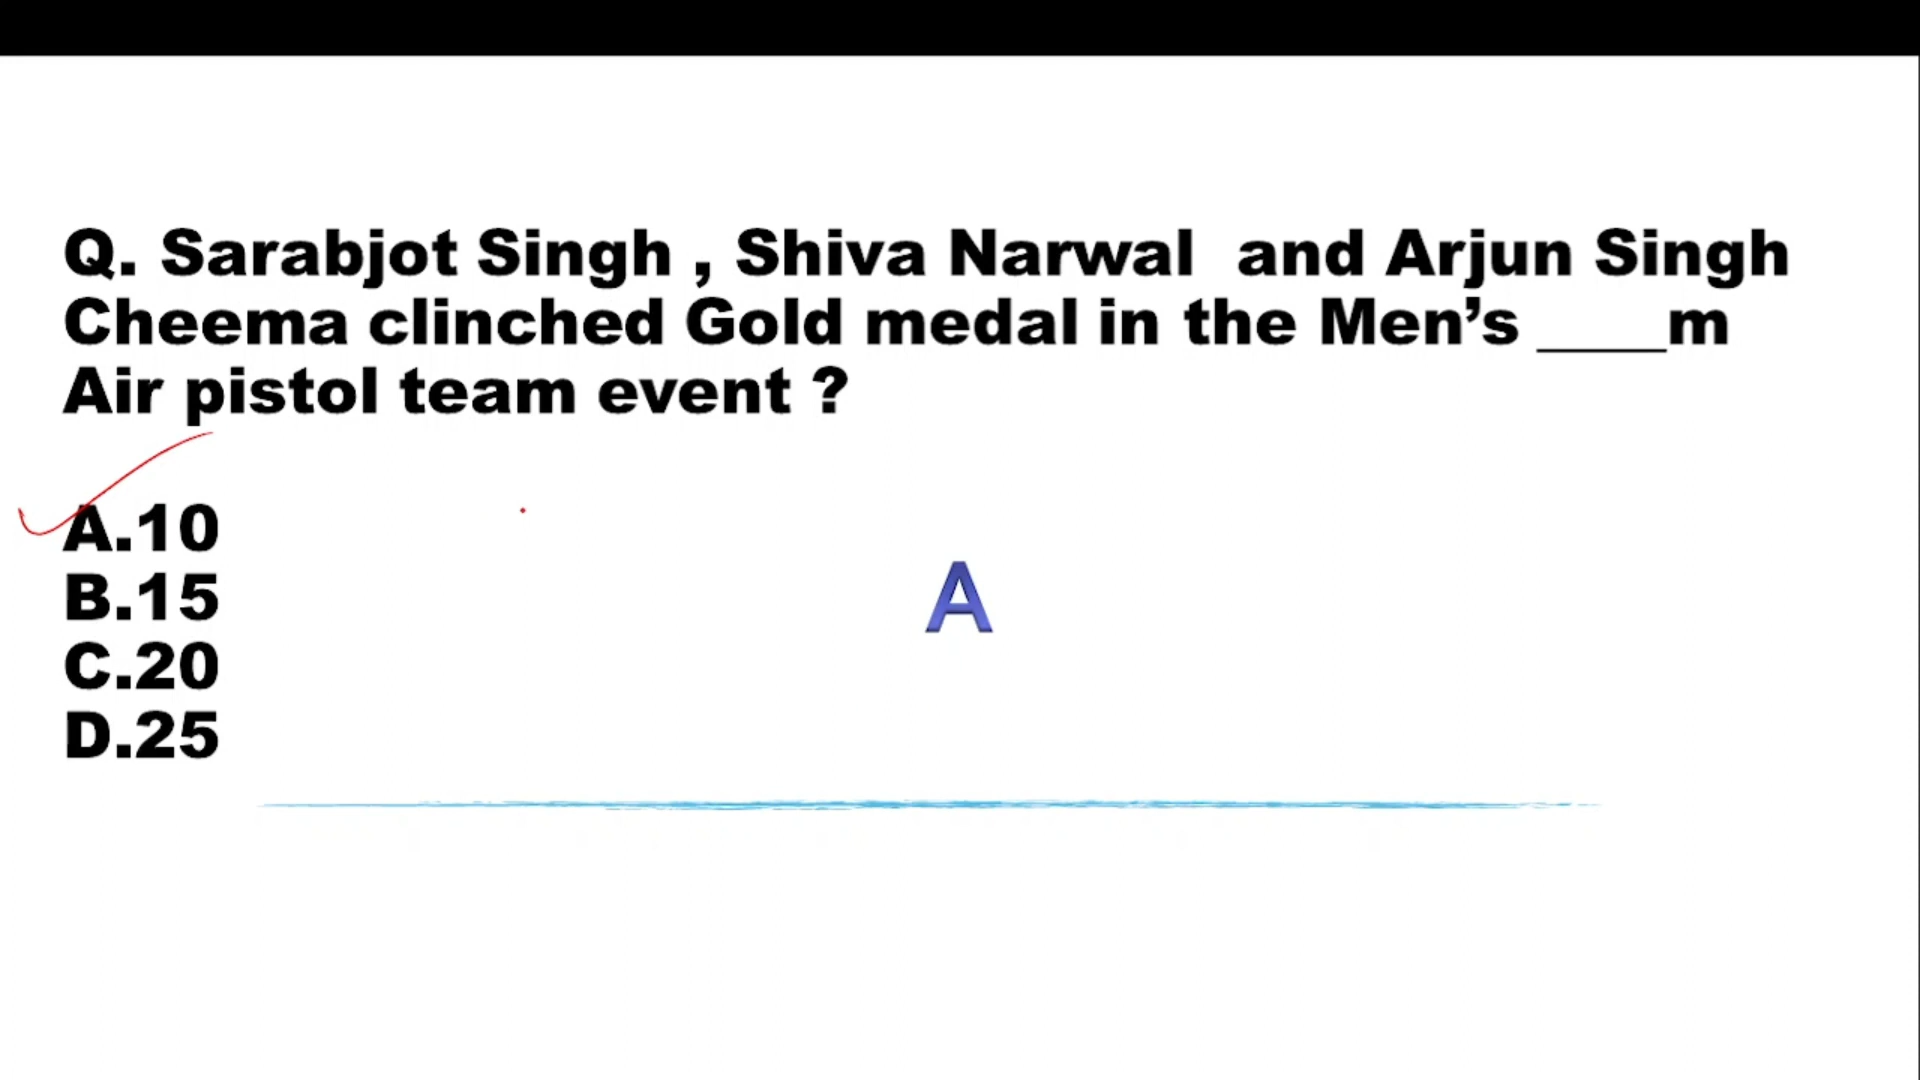 Q. Sarabjot Singh , Shiva Narwal and Arjun Singh
Cheema clinched Gold medal in the Men’s ____m
Air pistol team event ?
A.10
B.15
C.20
D.25
A